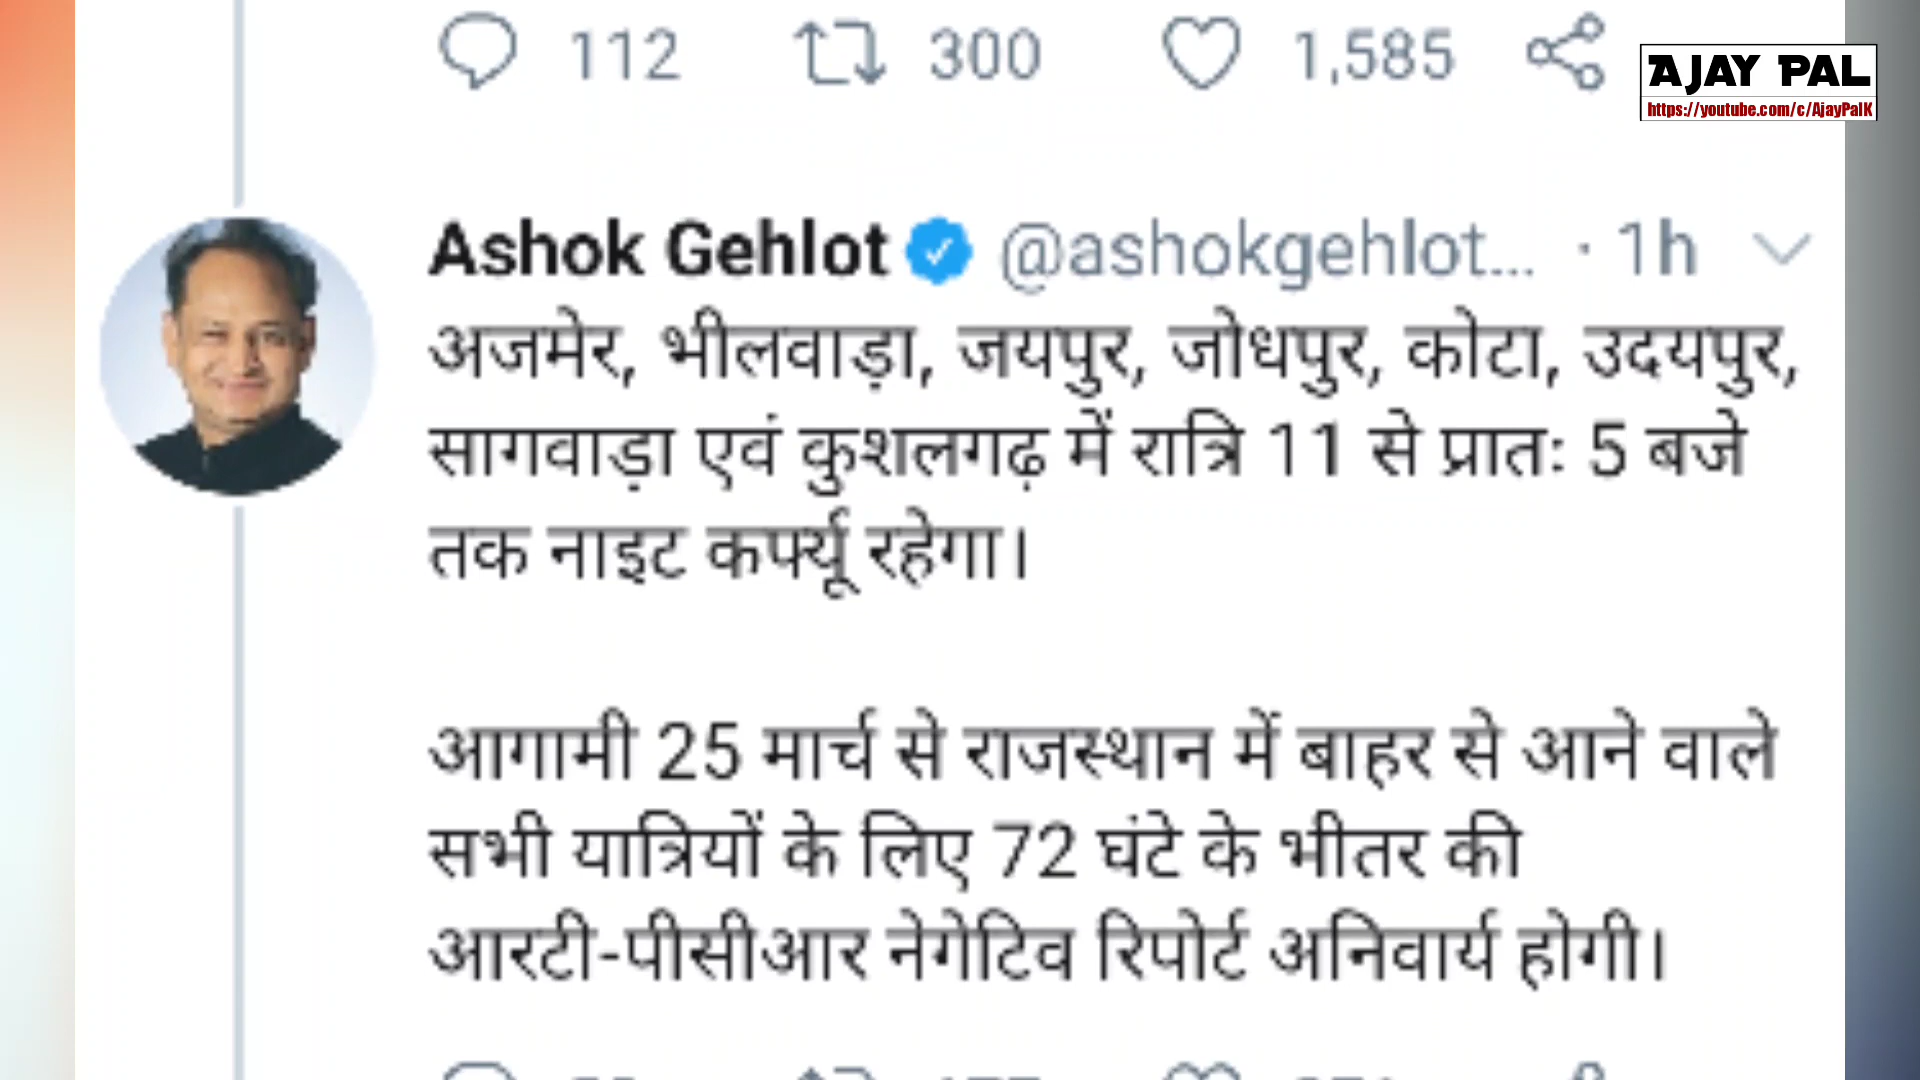 112 300 1,585
AJAY PAL
https://youtube.com/c/AjayPalK
Ashok Gehlot @ashokgehlot... · 1h
अजमेर, भीलवाड़ा, जयपुर, जोधपुर, कोटा, उदयपुर,
सागवाड़ा एवं कुशलगढ़ में रात्रि 11 से प्रातः 5 बजे
तक नाइट कर्फ्यू रहेगा।
आगामी 25 मार्च से राजस्थान में बाहर से आने वाले
सभी यात्रियों के लिए 72 घंटे के भीतर की
आरटी-पीसीआर नेगेटिव रिपोर्ट अनिवार्य होगी।